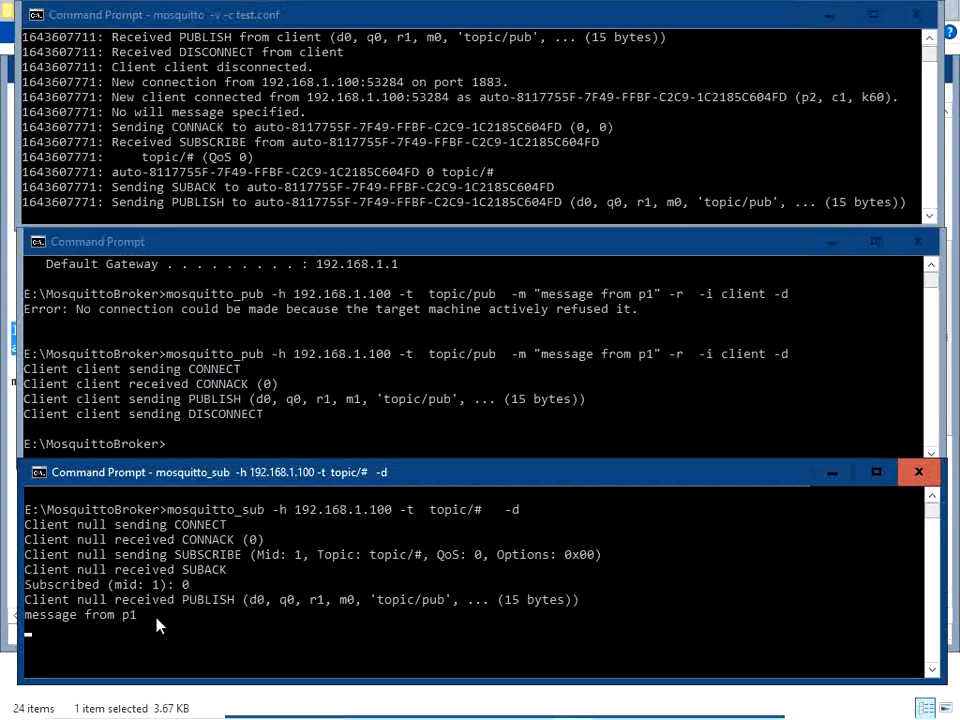 Command Prompt - mosquitto -v -c test.conf
1643607711: Received PUBLISH from client (d0, q0, r1, m0, 'topic/pub', ... (15 bytes))
1643607711: Received DISCONNECT from client
1643607711: Client client disconnected.
1643607771: New connection from 192.168.1.100:53284 on port 1883.
1643607771: New client connected from 192.168.1.100:53284 as auto-8117755F-7F49-FFBF-C2C9-1C2185C604FD (p2, c1, k60).
1643607771: No will message specified.
1643607771: Sending CONNACK to auto-8117755F-7F49-FFBF-C2C9-1C2185C604FD (0, 0)
1643607771: Received SUBSCRIBE from auto-8117755F-7F49-FFBF-C2C9-1C2185C604FD
1643607771:     topic/# (QoS 0)
1643607771: auto-8117755F-7F49-FFBF-C2C9-1C2185C604FD 0 topic/#
1643607771: Sending SUBACK to auto-8117755F-7F49-FFBF-C2C9-1C2185C604FD
1643607771: Sending PUBLISH to auto-8117755F-7F49-FFBF-C2C9-1C2185C604FD (d0, q0, r1, m0, 'topic/pub', ... (15 bytes))
Command Prompt
Default Gateway . . . . . . . . . : 192.168.1.1
E:\MosquittoBroker>mosquitto_pub -h 192.168.1.100 -t  topic/pub  -m "message from p1" -r  -i client -d
Error: No connection could be made because the target machine actively refused it.
E:\MosquittoBroker>mosquitto_pub -h 192.168.1.100 -t  topic/pub  -m "message from p1" -r  -i client -d
Client client sending CONNECT
Client client received CONNACK (0)
Client client sending PUBLISH (d0, q0, r1, m1, 'topic/pub', ... (15 bytes))
Client client sending DISCONNECT
E:\MosquittoBroker>
Command Prompt - mosquitto_sub  -h 192.168.1.100 -t  topic/#   -d
E:\MosquittoBroker>mosquitto_sub -h 192.168.1.100 -t  topic/#   -d
Client null sending CONNECT
Client null received CONNACK (0)
Client null sending SUBSCRIBE (Mid: 1, Topic: topic/#, QoS: 0, Options: 0x00)
Client null received SUBACK
Subscribed (mid: 1): 0
Client null received PUBLISH (d0, q0, r1, m0, 'topic/pub', ... (15 bytes))
message from p1
24 items   1 item selected  3.67 KB